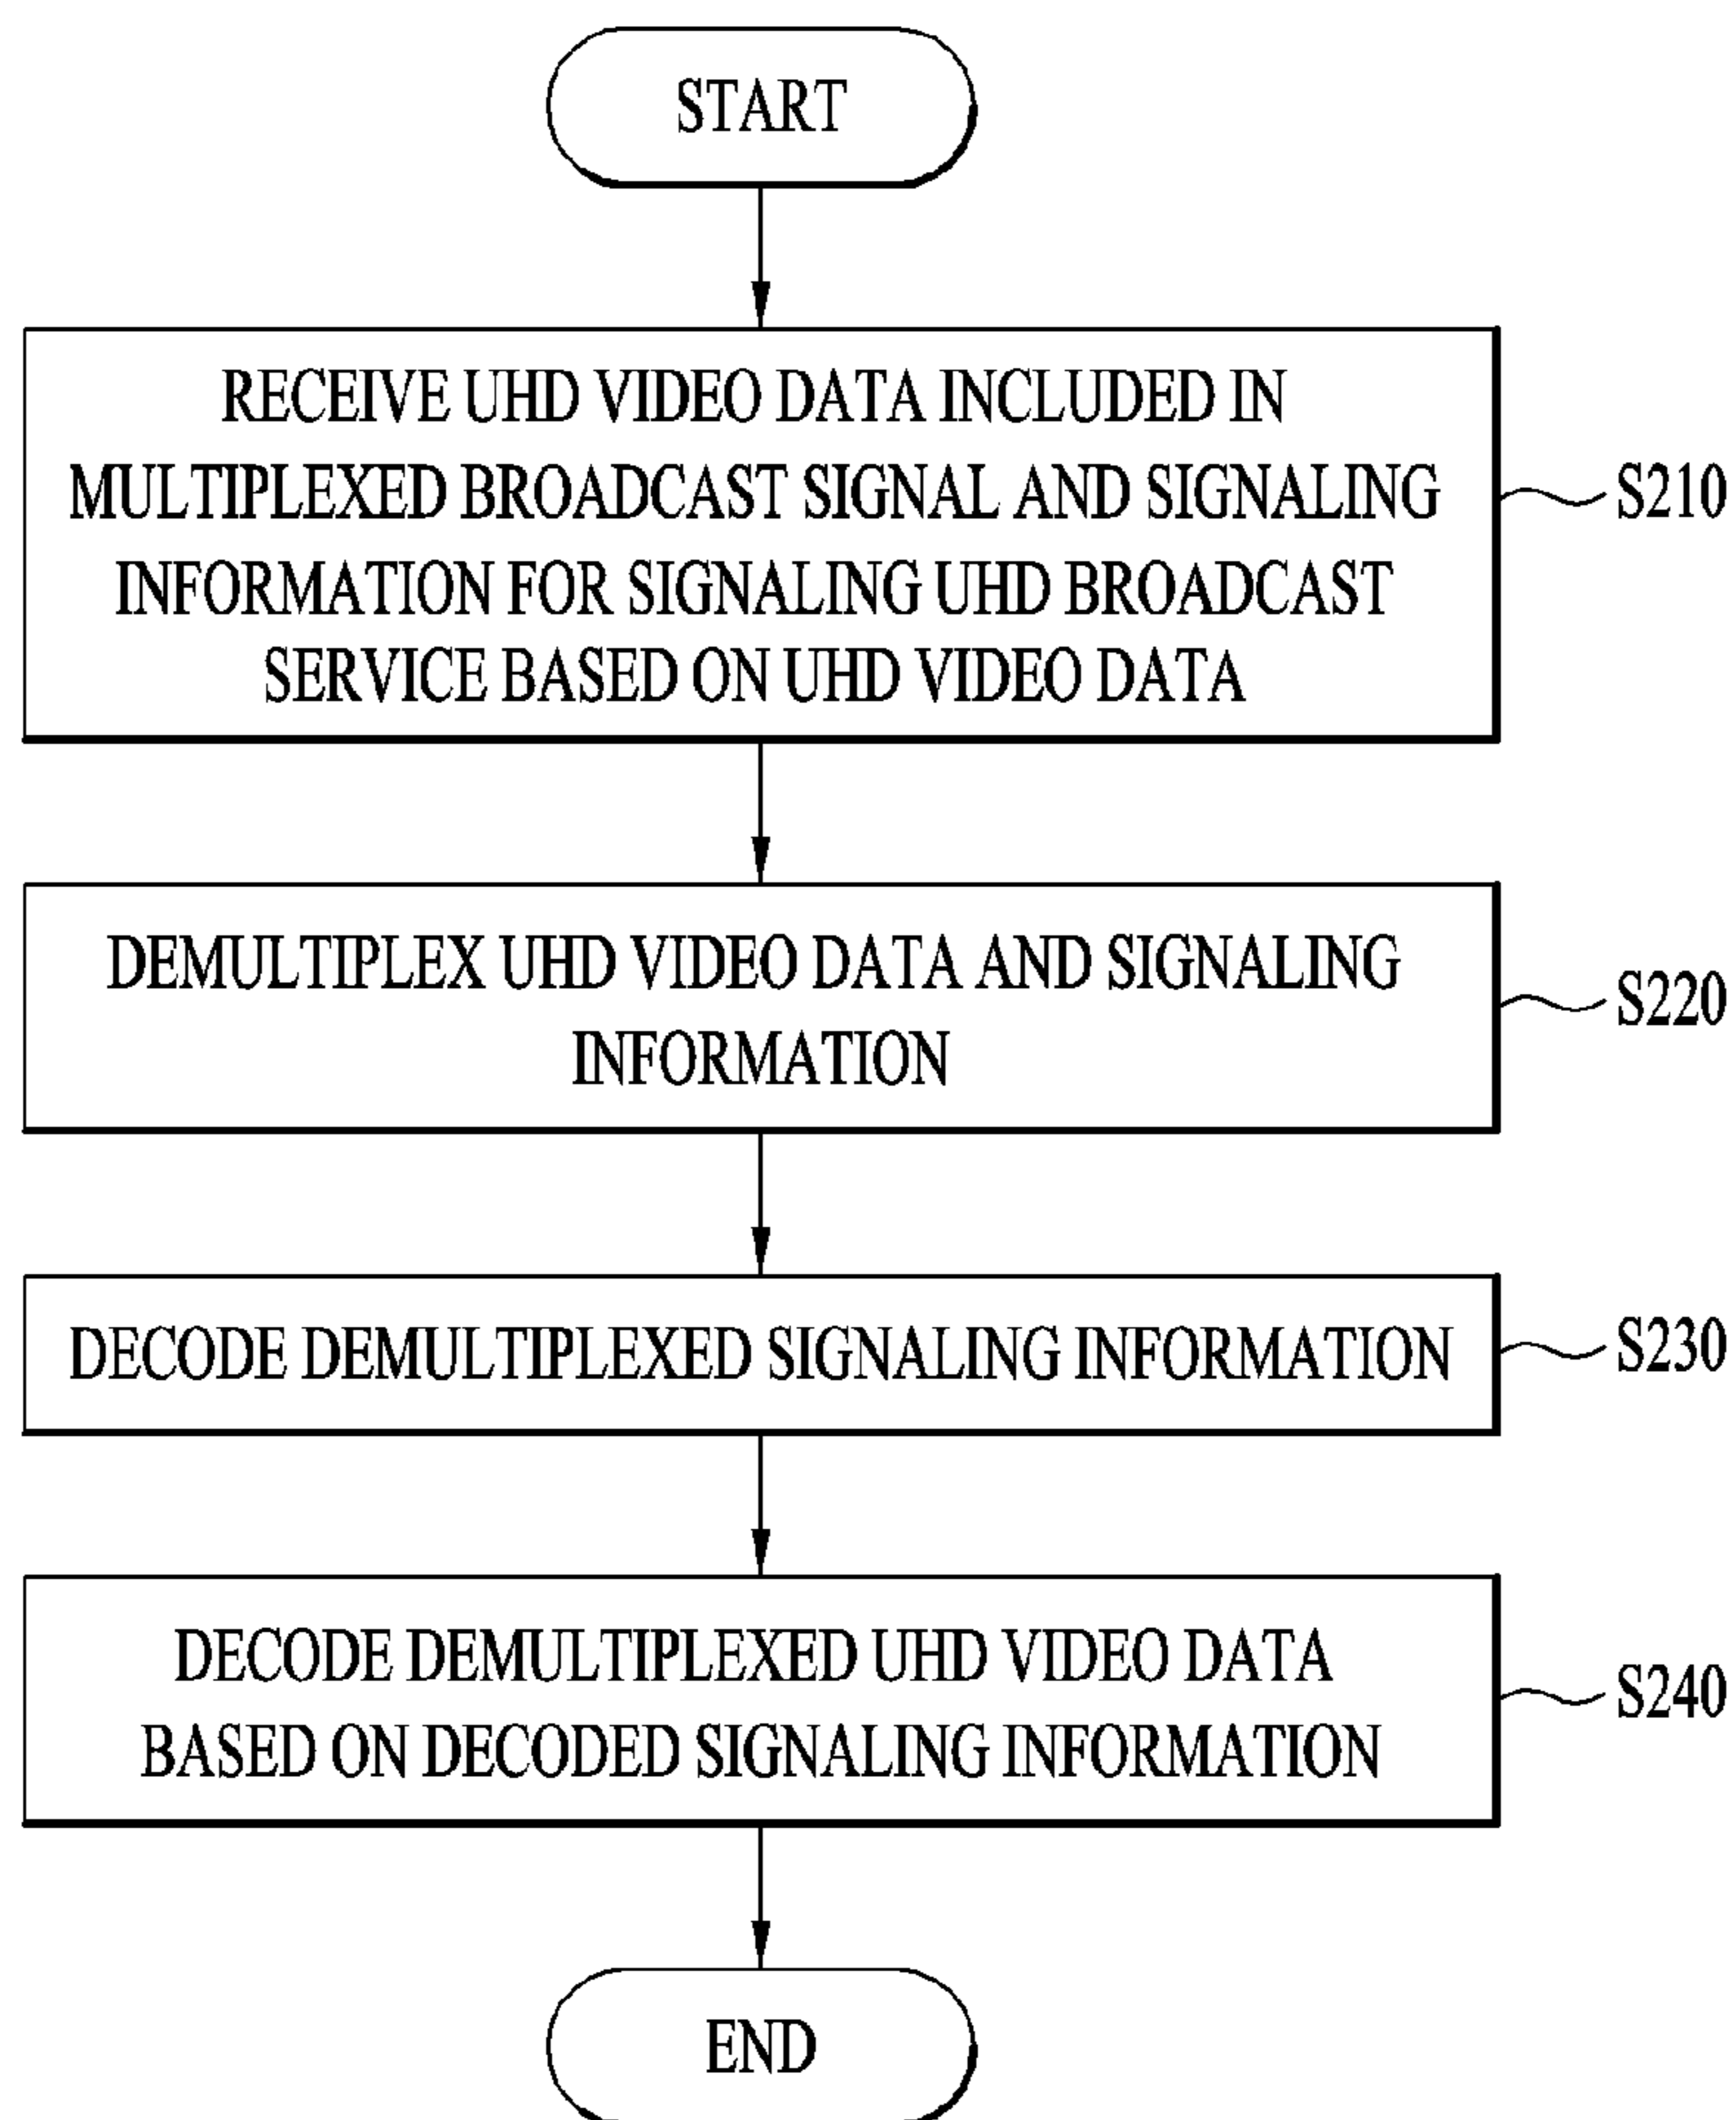 START
RECEIVE UHD VIDEO DATA INCLUDED IN
MULTIPLEXED BROADCAST SIGNAL AND SIGNALING
INFORMATION FOR SIGNALING UHD BROADCAST
SERVICE BASED ON UHD VIDEO DATA
S210
DEMULTIPLEX UHD VIDEO DATA AND SIGNALING
INFORMATION
S220
DECODE DEMULTIPLEXED SIGNALING INFORMATION
S230
DECODE DEMULTIPLEXED UHD VIDEO DATA
BASED ON DECODED SIGNALING INFORMATION
S240
END